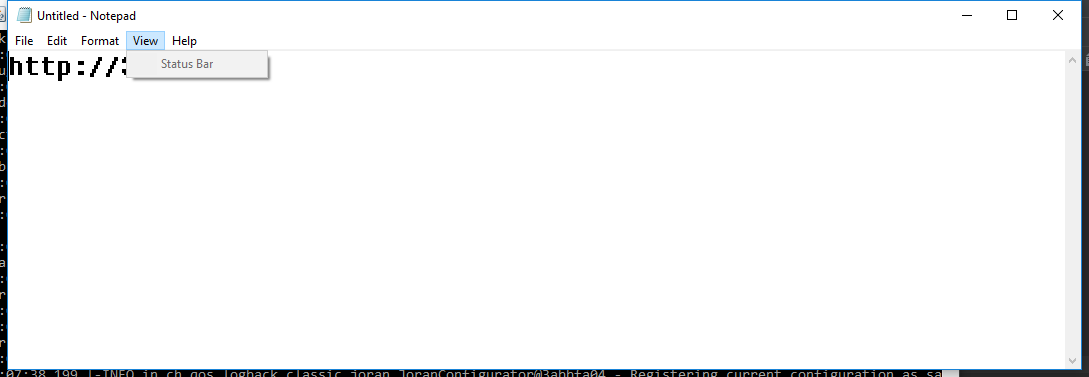 Untitled - Notepad
File Edit Format View Help
http://
Status Bar
:07:38,199 |-INFO in ch.qos.logback.classic.joran.JoranConfigurator@3abbfa04 - Registering current configuration as sa